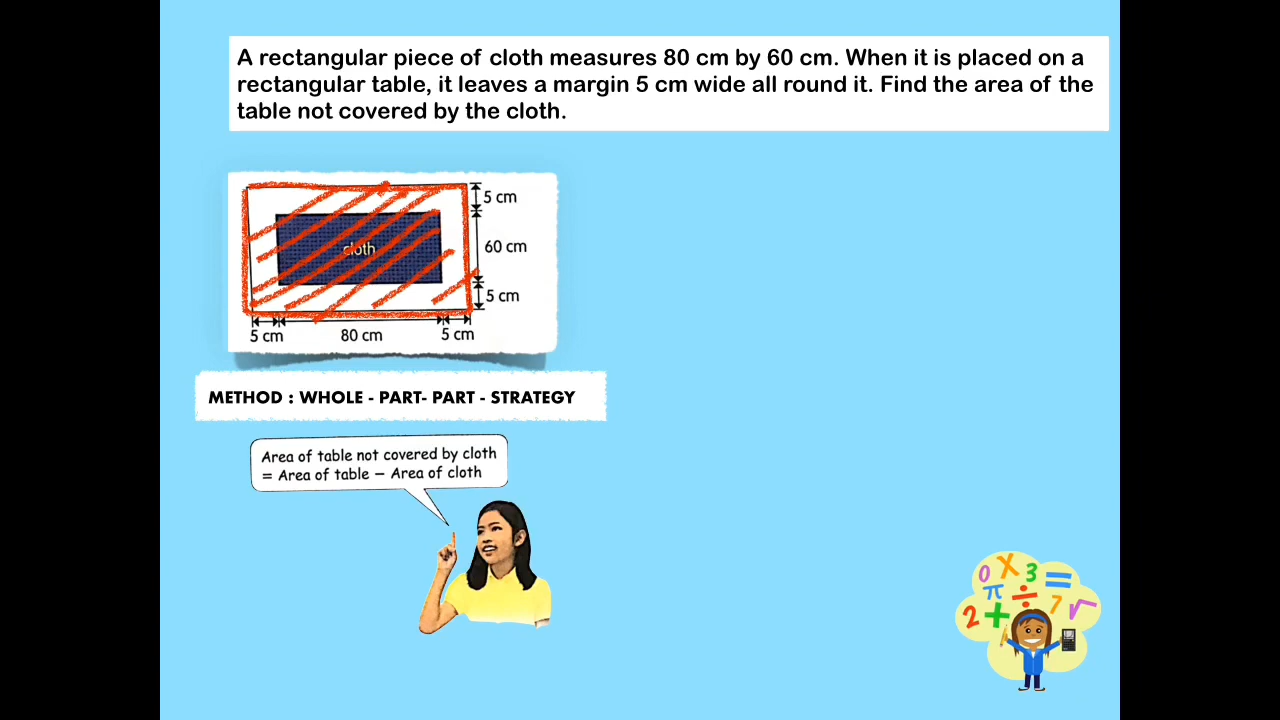 A rectangular piece of cloth measures 80 cm by 60 cm. When it is placed on a
rectangular table, it leaves a margin 5 cm wide all round it. Find the area of the
table not covered by the cloth.
5 cm
cloth
60 cm
5 cm
5 cm 80 cm 5 cm
METHOD : WHOLE - PART- PART - STRATEGY
Area of table not covered by cloth
= Area of table – Area of cloth
0 X 3 =
π ÷ 7 √
2 +